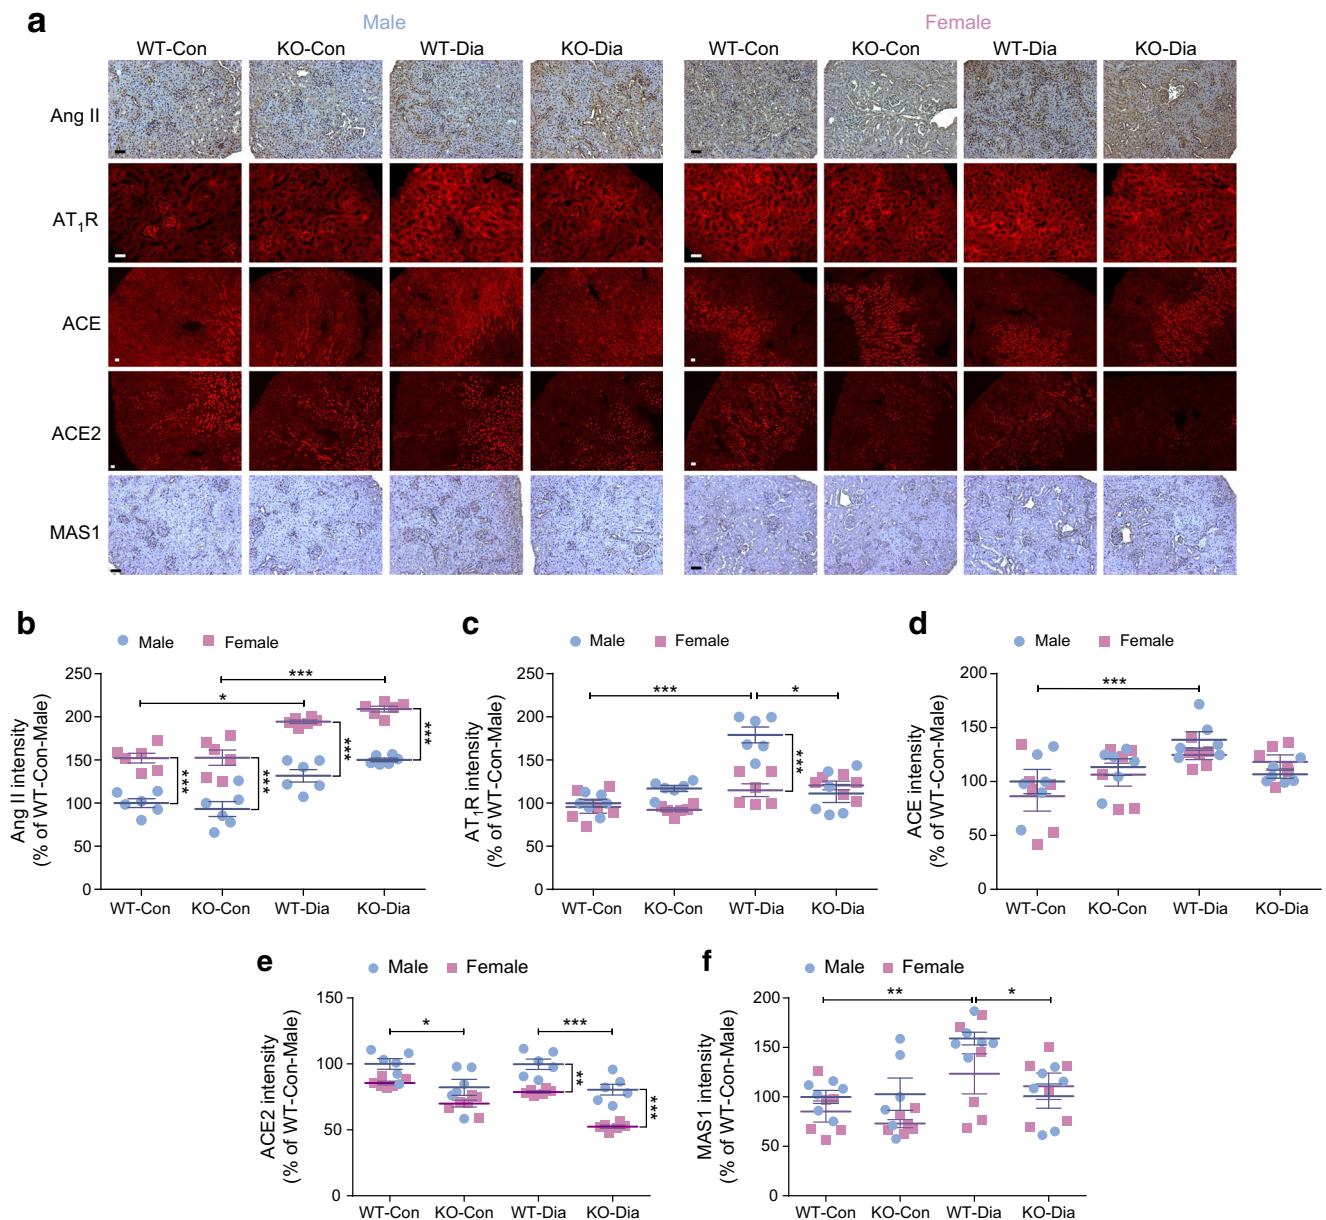 a
Male
Female
WT-Con KO-Con WT-Dia KO-Dia WT-Con KO-Con WT-Dia KO-Dia
Ang II
AT1R
ACE
ACE2
MAS1
b
Male Female
Ang II intensity
(% of WT-Con-Male)
250
200
150
100
50
0
*
***
***
***
***
***
WT-Con KO-Con WT-Dia KO-Dia
c
Male Female
AT1R intensity
(% of WT-Con-Male)
250
200
150
100
50
0
***
*
***
WT-Con KO-Con WT-Dia KO-Dia
d
Male Female
ACE intensity
(% of WT-Con-Male)
200
150
100
50
0
***
WT-Con KO-Con WT-Dia KO-Dia
e
Male Female
ACE2 intensity
(% of WT-Con-Male)
150
100
50
0
*
***
**
***
WT-Con KO-Con WT-Dia KO-Dia
f
Male Female
MAS1 intensity
(% of WT-Con-Male)
200
150
100
50
0
**
*
WT-Con KO-Con WT-Dia KO-Dia